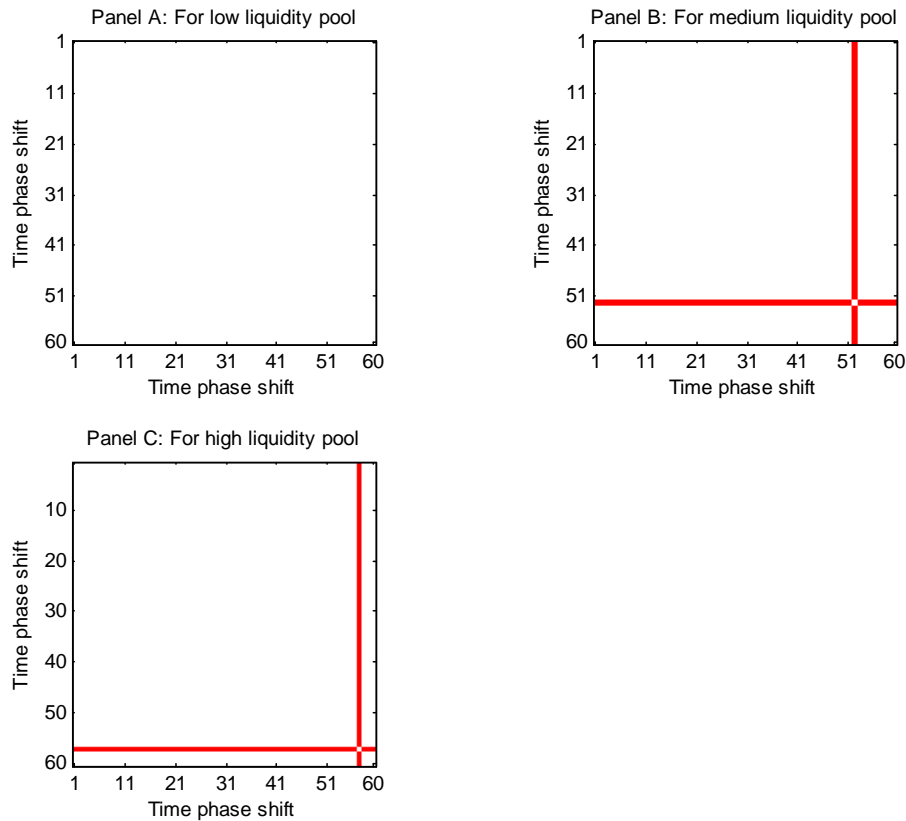 Panel A: For low liquidity pool
1
11
21
31
41
51
60
Time phase shift
1 11 21 31 41 51 60
Time phase shift
Panel B: For medium liquidity pool
1
11
21
31
41
51
60
Time phase shift
1 11 21 31 41 51 60
Time phase shift
Panel C: For high liquidity pool
10
20
30
40
50
60
Time phase shift
1 11 21 31 41 51 60
Time phase shift